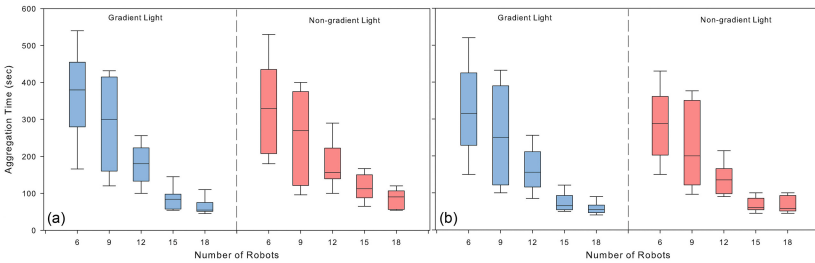 Gradient Light
Non-gradient Light
Gradient Light
Non-gradient Light
600
500
400
300
200
100
0
Aggregation Time (sec)
(a)
(b)
6 9 12 15 18 6 9 12 15 18 6 9 12 15 18 6 9 12 15 18
Number of Robots
Number of Robots